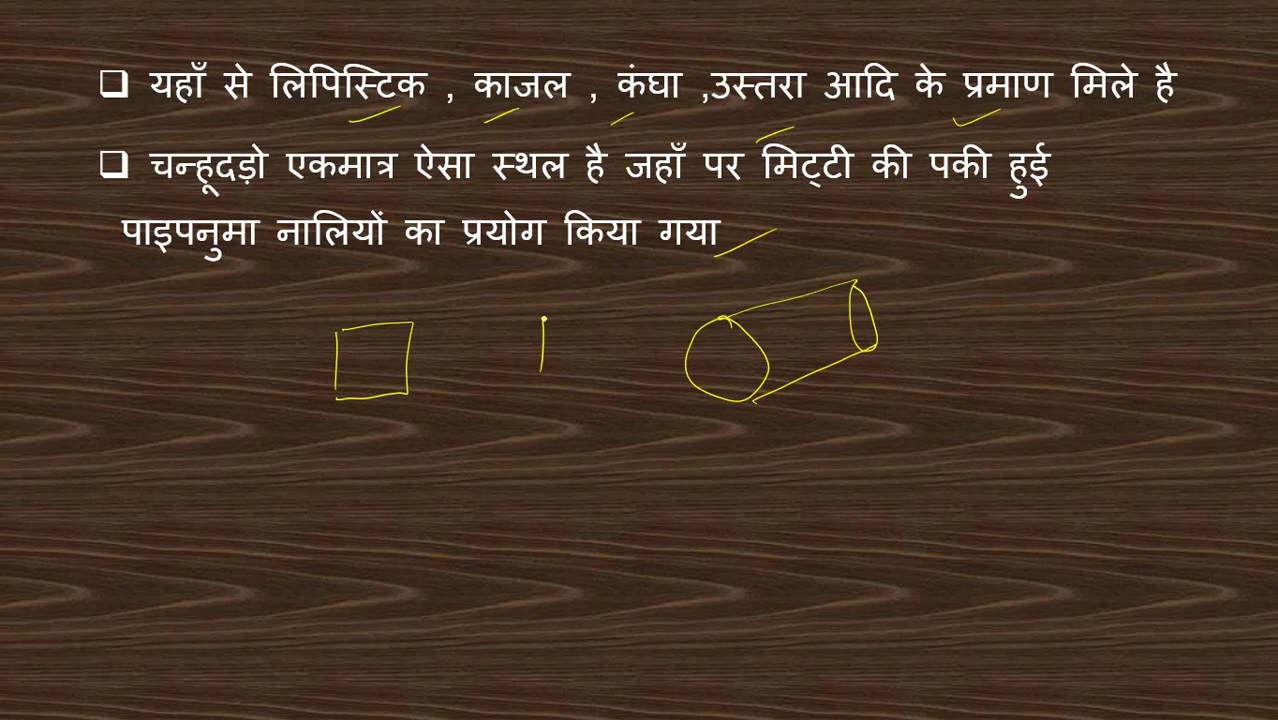 ❑ यहाँ से लिपिस्टिक , काजल , कंघा ,उस्तरा आदि के प्रमाण मिले है
❑ चन्हूदड़ो एकमात्र ऐसा स्थल है जहाँ पर मिट्टी की पकी हुई
पाइपनुमा नालियों का प्रयोग किया गया